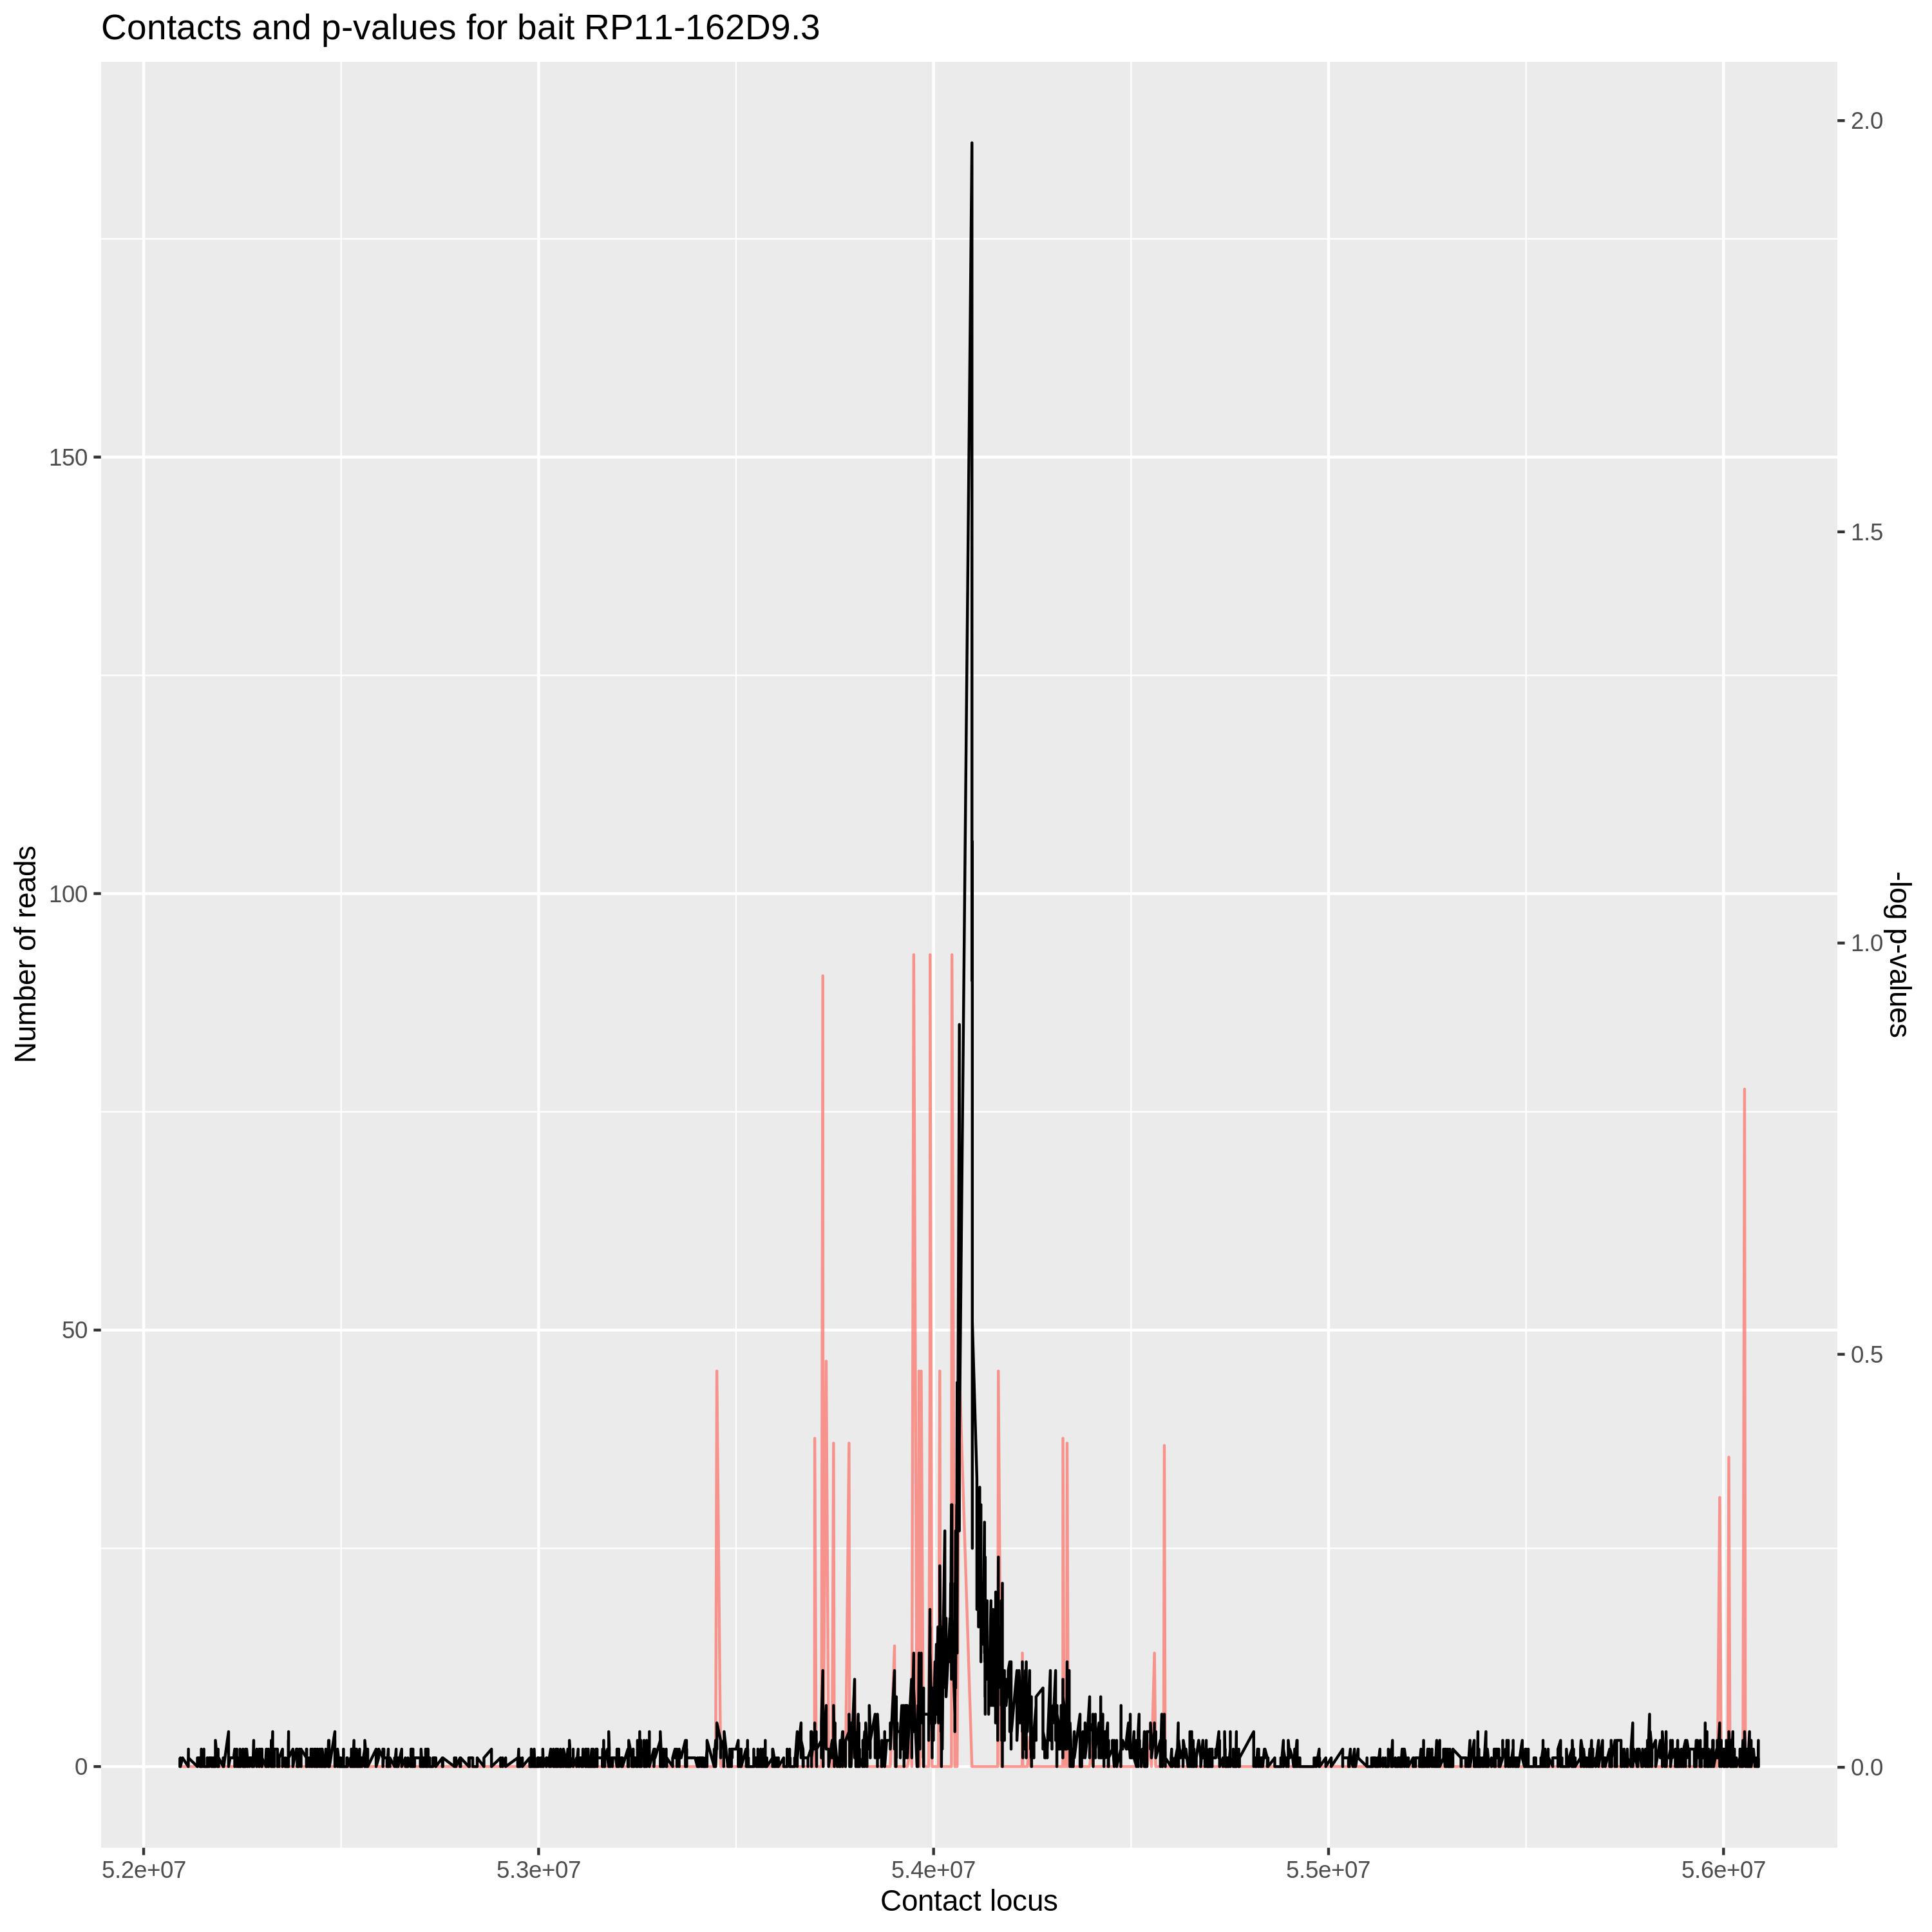 Contacts and p-values for bait RP11-162D9.3
Number of reads
150
100
50
0
2.0
1.5
1.0
0.5
0.0
-log p-values
5.2e+07 5.3e+07 5.4e+07 5.5e+07 5.6e+07
Contact locus